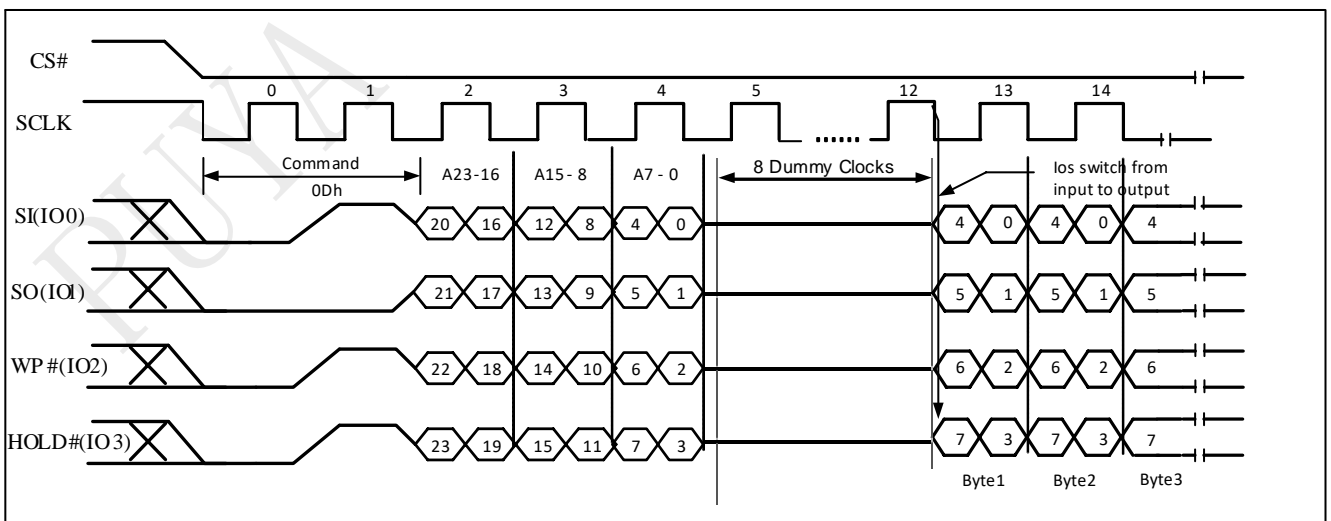 PUYA
CS#
0 1 2 3 4 5 12 13 14
SCLK
Command
0Dh
A23-16 A15-8 A7-0
8 Dummy Clocks
Ios switch from
input to output
SI(IO0) 20 16 12 8 4 0 4 0 4 0 4
SO(IO1) 21 17 13 9 5 1 5 1 5 1 5
WP#(IO2) 22 18 14 10 6 2 6 2 6 2 6
HOLD#(IO3) 23 19 15 11 7 3 7 3 7 3 7
Byte1 Byte2 Byte3